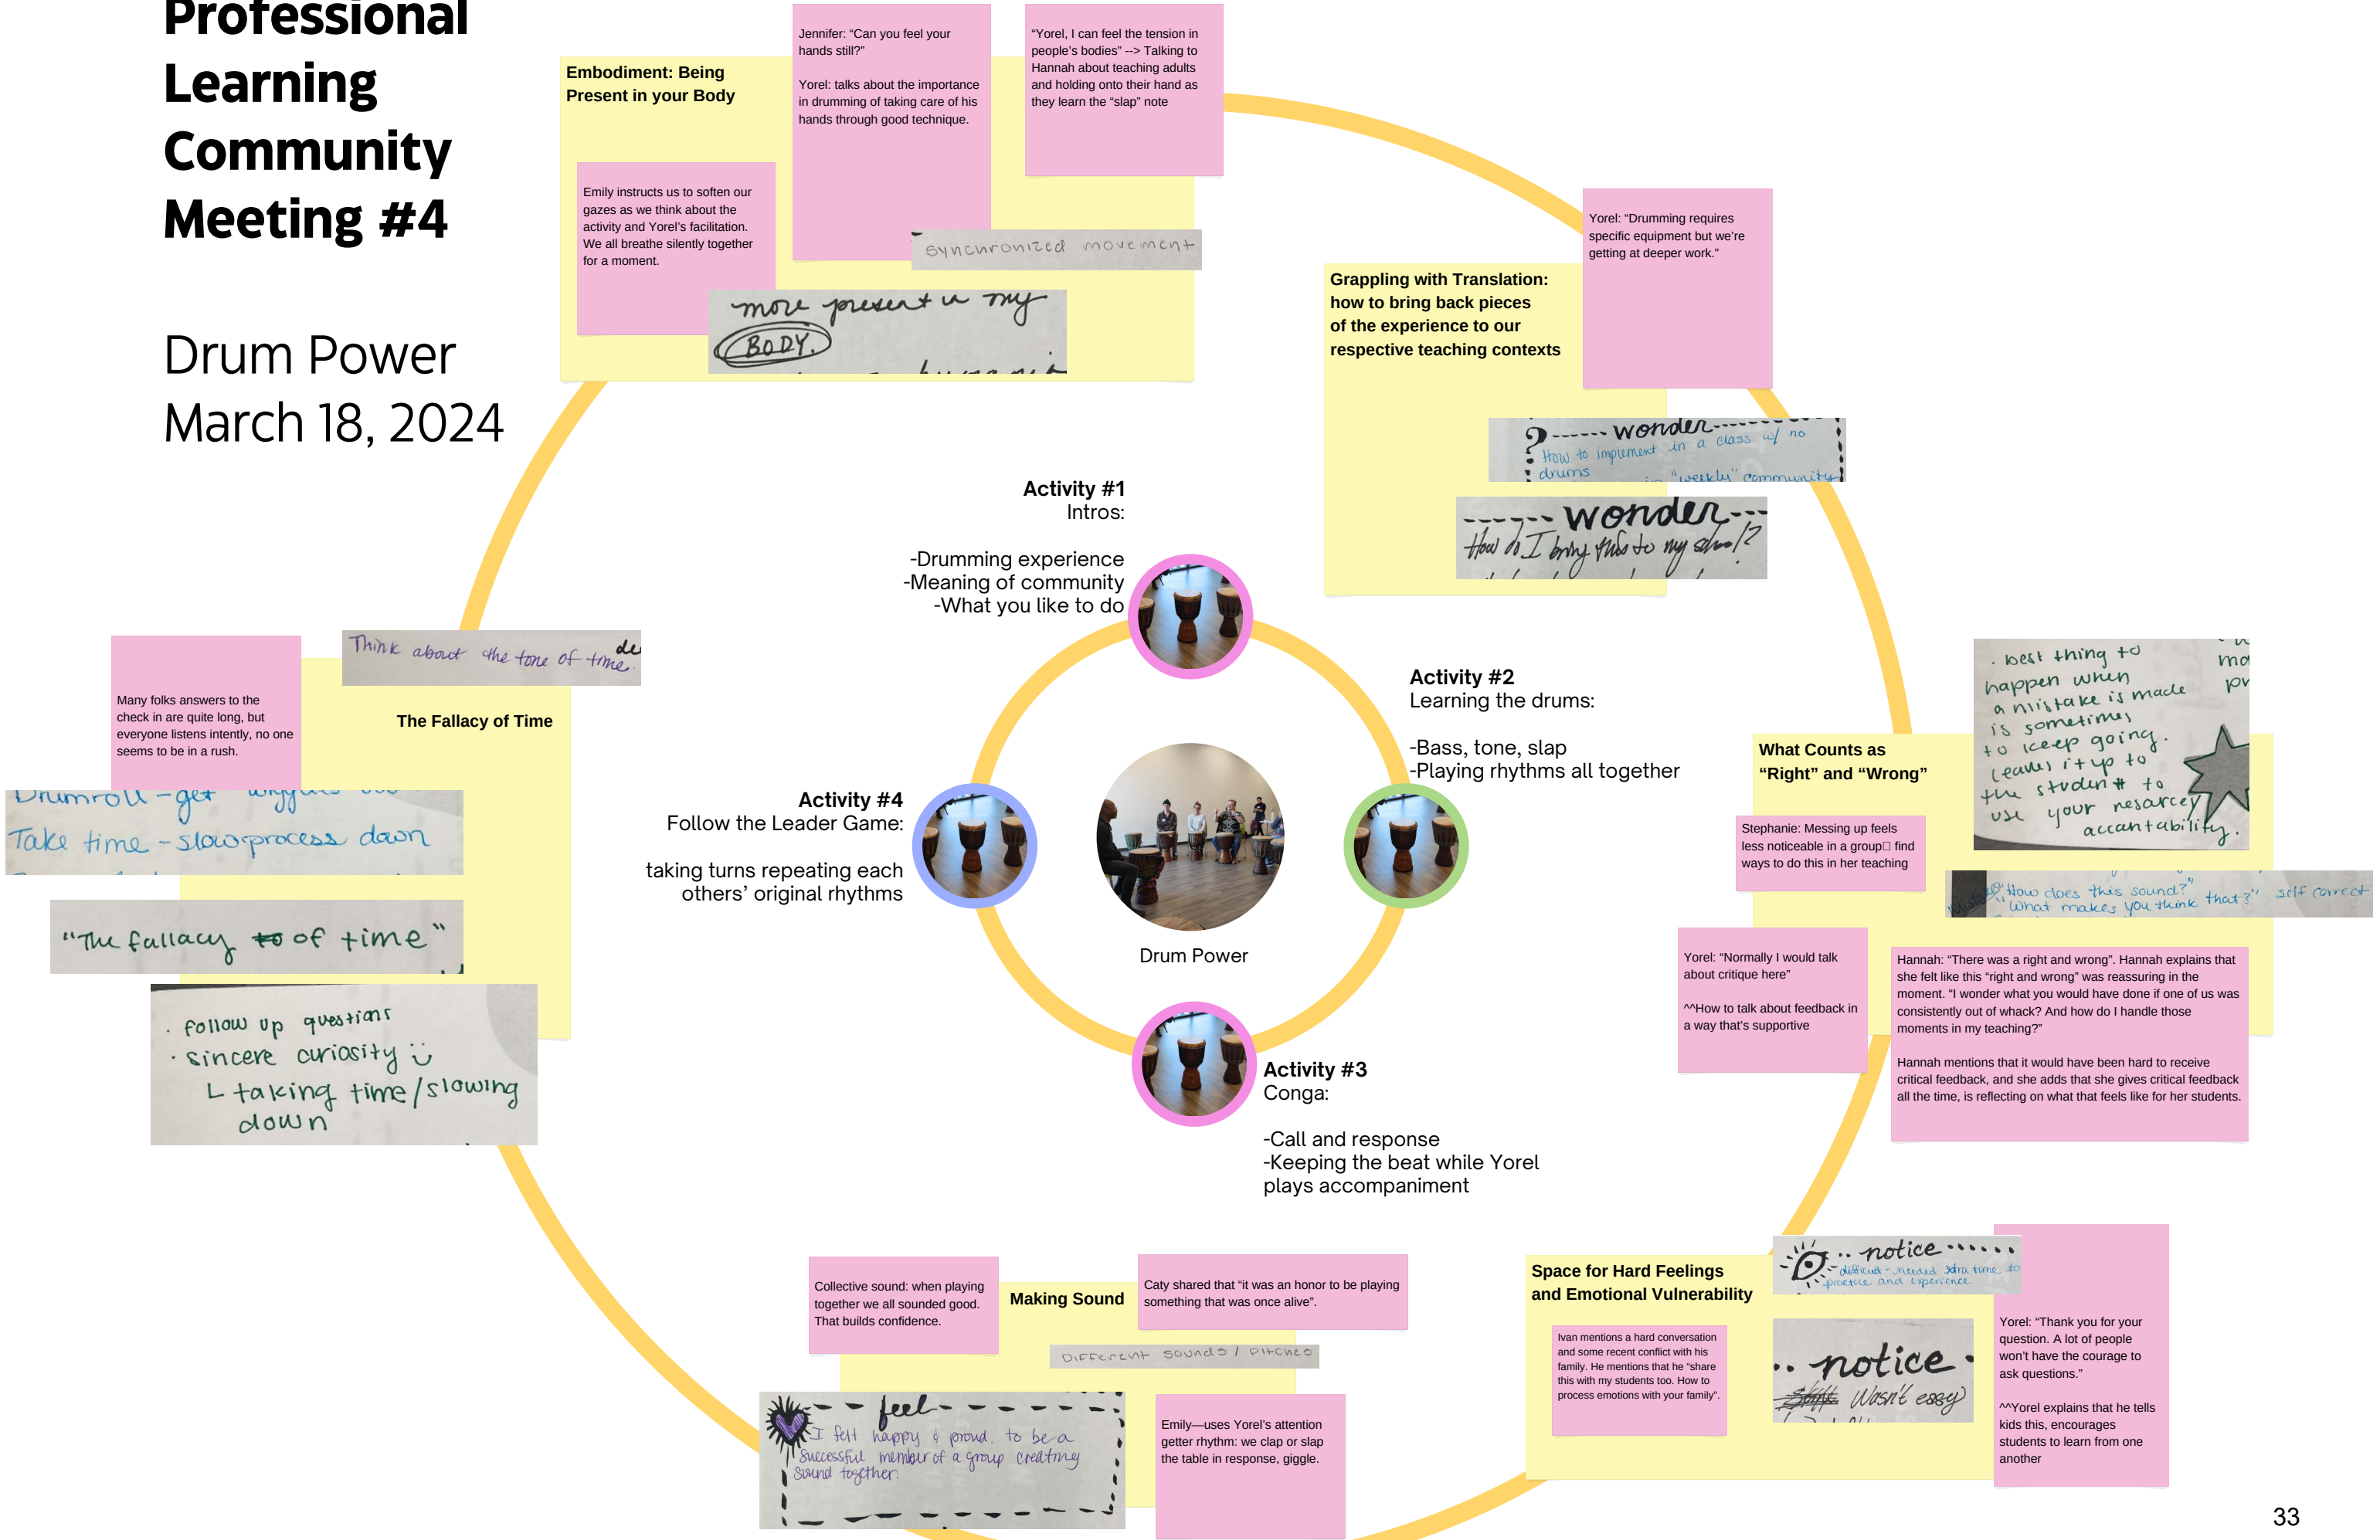 Professional
Learning
Community
Meeting #4
Drum Power
March 18, 2024
Embodiment: Being
Present in your Body
Emily instructs us to soften our
gazes as we think about the
activity and Yorel’s facilitation.
We all breathe silently together
for a moment.
Jennifer: “Can you feel your
hands still?”
Yorel: talks about the importance
in drumming of taking care of his
hands through good technique.
“Yorel, I can feel the tension in
people’s bodies” --> Talking to
Hannah about teaching adults
and holding onto their hand as
they learn the “slap” note
synchronized movement
more present in my
BODY.
Grappling with Translation:
how to bring back pieces
of the experience to our
respective teaching contexts
Yorel: “Drumming requires
specific equipment but we’re
getting at deeper work.”
? wonder
How to implement in a class w/ no
drums
"weekly" community
wonder
How do I bring this to my school?
Activity #1
Intros:
-Drumming experience
-Meaning of community
-What you like to do
Activity #2
Learning the drums:
-Bass, tone, slap
-Playing rhythms all together
Activity #4
Follow the Leader Game:
taking turns repeating each
others’ original rhythms
Drum Power
Activity #3
Conga:
-Call and response
-Keeping the beat while Yorel
plays accompaniment
Think about the tone of time.
The Fallacy of Time
Many folks answers to the
check in are quite long, but
everyone listens intently, no one
seems to be in a rush.
Drumroll - get wiggles out
Take time - slow process down
"The fallacy to of time"
· follow up questions
· sincere curiosity
taking time/slowing
down
What Counts as
“Right” and “Wrong”
· best thing to
happen when
a mistake is made
is sometimes
to keep going.
leaves it up to
the student to
use your
accantability.
Stephanie: Messing up feels
less noticeable in a group□ find
ways to do this in her teaching
"How does this sound?"
"What makes you think that?" self correct
Yorel: “Normally I would talk
about critique here”
^^How to talk about feedback in
a way that’s supportive
Hannah: “There was a right and wrong”. Hannah explains that
she felt like this “right and wrong” was reassuring in the
moment. “I wonder what you would have done if one of us was
consistently out of whack? And how do I handle those
moments in my teaching?”
Hannah mentions that it would have been hard to receive
critical feedback, and she adds that she gives critical feedback
all the time, is reflecting on what that feels like for her students.
Making Sound
Collective sound: when playing
together we all sounded good.
That builds confidence.
Caty shared that “it was an honor to be playing
something that was once alive”.
Different sounds / pitches
feel
I felt happy & proud. to be a
successful member of a group creating
sound together.
Emily—uses Yorel’s attention
getter rhythm: we clap or slap
the table in response, giggle.
Space for Hard Feelings
and Emotional Vulnerability
notice
difficult - needed xtra time to
practice and experience
Ivan mentions a hard conversation
and some recent conflict with his
family. He mentions that he “share
this with my students too. How to
process emotions with your family”.
notice
Wasn't easy
Yorel: “Thank you for your
question. A lot of people
won’t have the courage to
ask questions.”
^^Yorel explains that he tells
kids this, encourages
students to learn from one
another
33